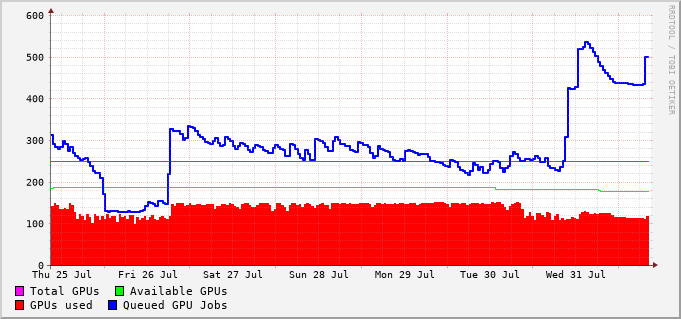 600
500
400
300
200
100
0
Thu 25 Jul Fri 26 Jul Sat 27 Jul Sun 28 Jul Mon 29 Jul Tue 30 Jul Wed 31 Jul
Total GPUs Available GPUs
GPUs used Queued GPU Jobs
RRDTOOL / TOBI OETIKER